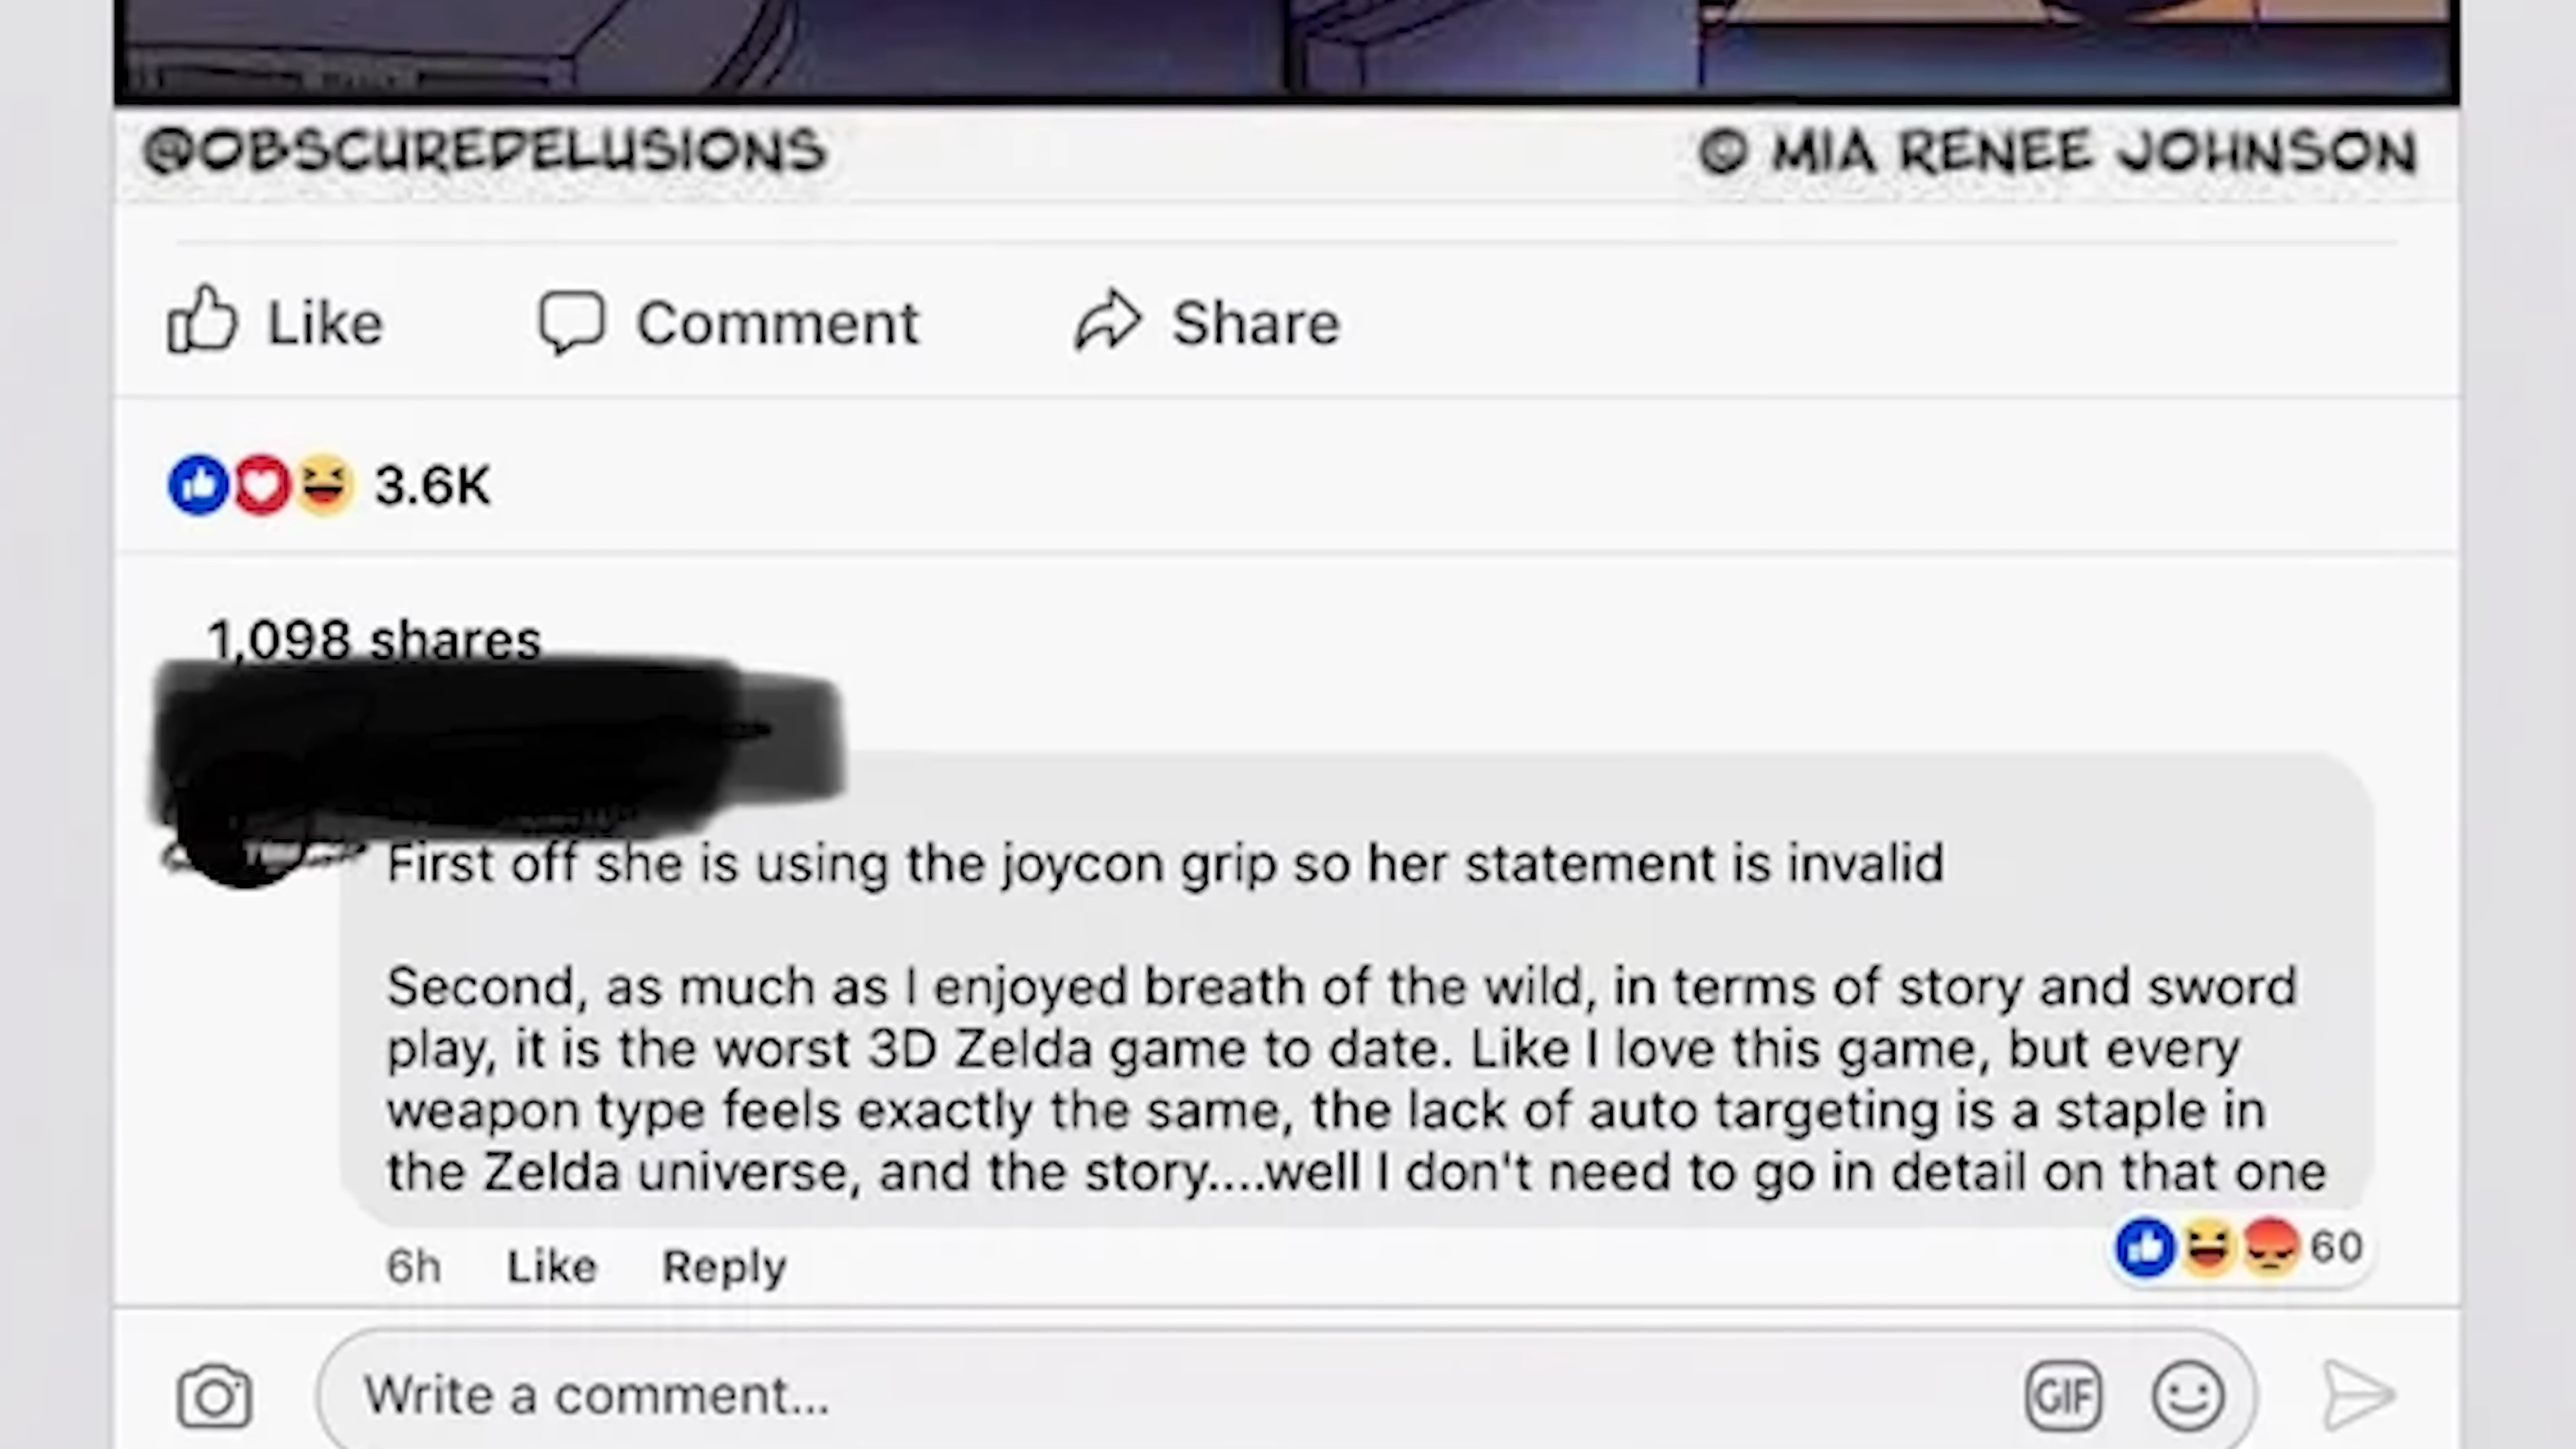 @OBSCUREDELUSIONS © MIA RENEE JOHNSON
Like Comment Share
3.6K
1,098 shares
First off she is using the joycon grip so her statement is invalid
Second, as much as I enjoyed breath of the wild, in terms of story and sword
play, it is the worst 3D Zelda game to date. Like I love this game, but every
weapon type feels exactly the same, the lack of auto targeting is a staple in
the Zelda universe, and the story....well I don't need to go in detail on that one
6h Like Reply 60
Write a comment... GIF